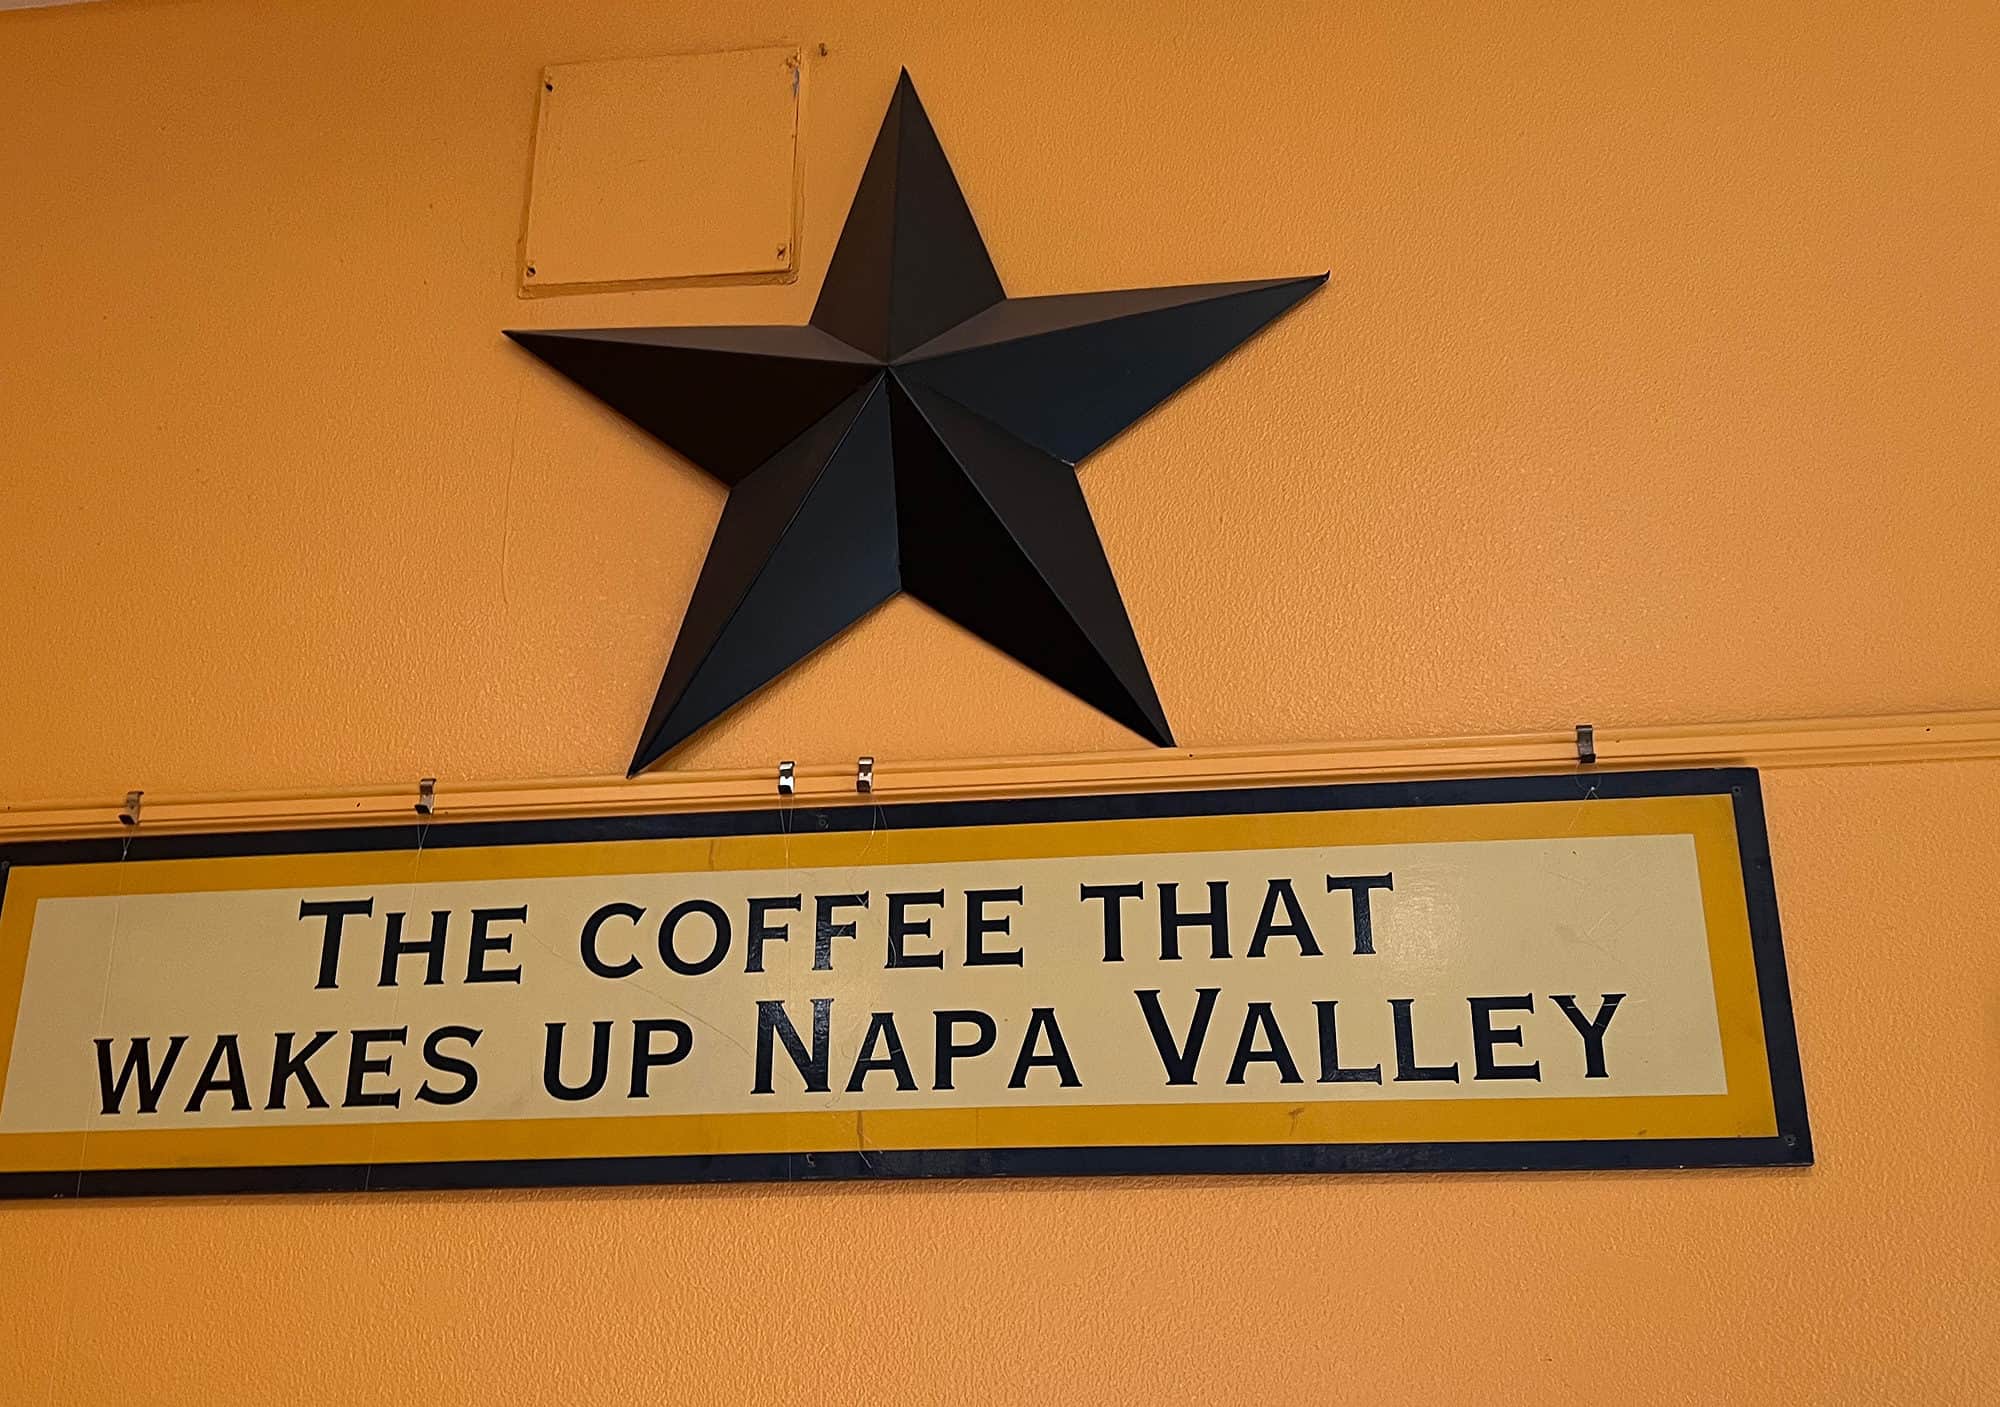 THE COFFEE THAT
WAKES UP NAPA VALLEY